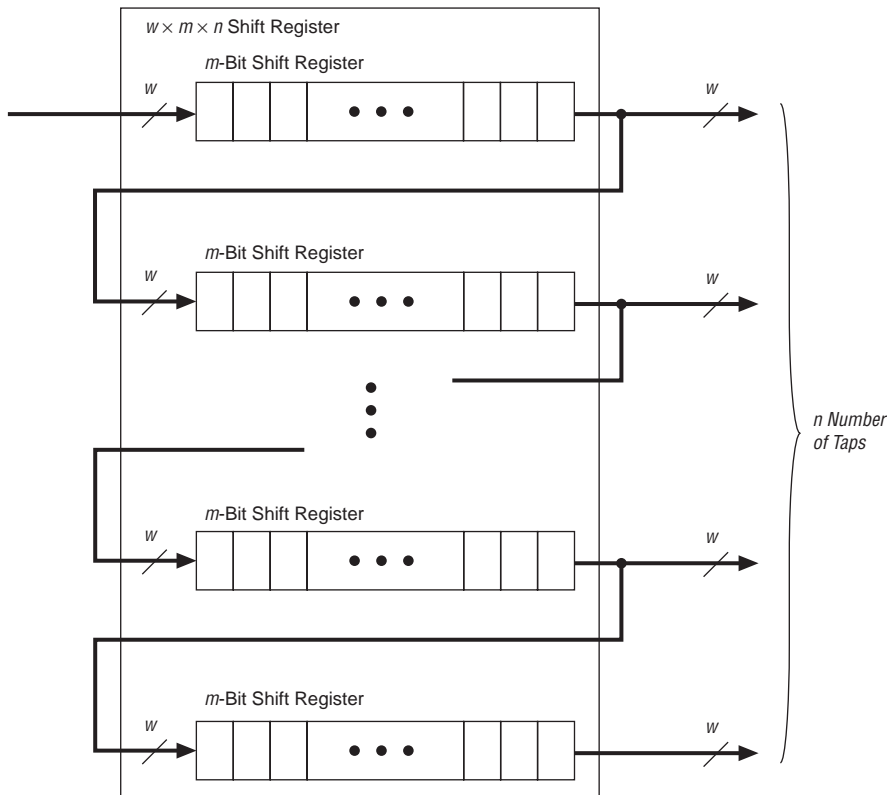 w × m × n Shift Register
m-Bit Shift Register
w
w
m-Bit Shift Register
w
w
n Number
of Taps
m-Bit Shift Register
w
w
m-Bit Shift Register
w
w